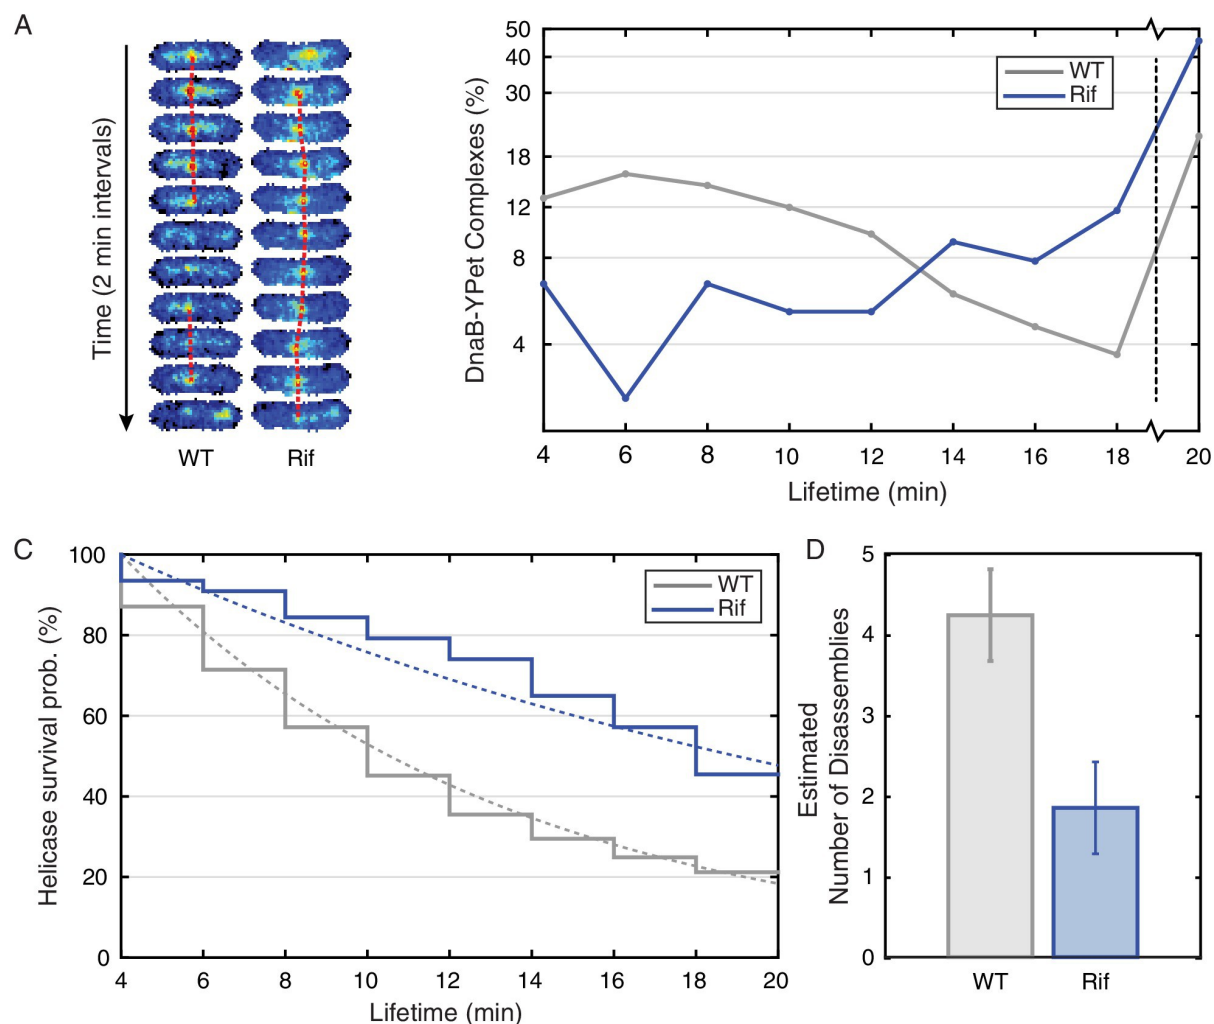 A
Time (2 min intervals)
WT Rif
DnaB-YPet Complexes (%)
50
40
30
18
12
8
4
WT
Rif
4 6 8 10 12 14 16 18 20
Lifetime (min)
C
Helicase survival prob. (%)
100
80
60
40
20
0
WT
Rif
4 6 8 10 12 14 16 18 20
Lifetime (min)
D
Estimated
Number of Disassemblies
5
4
3
2
1
0
WT Rif